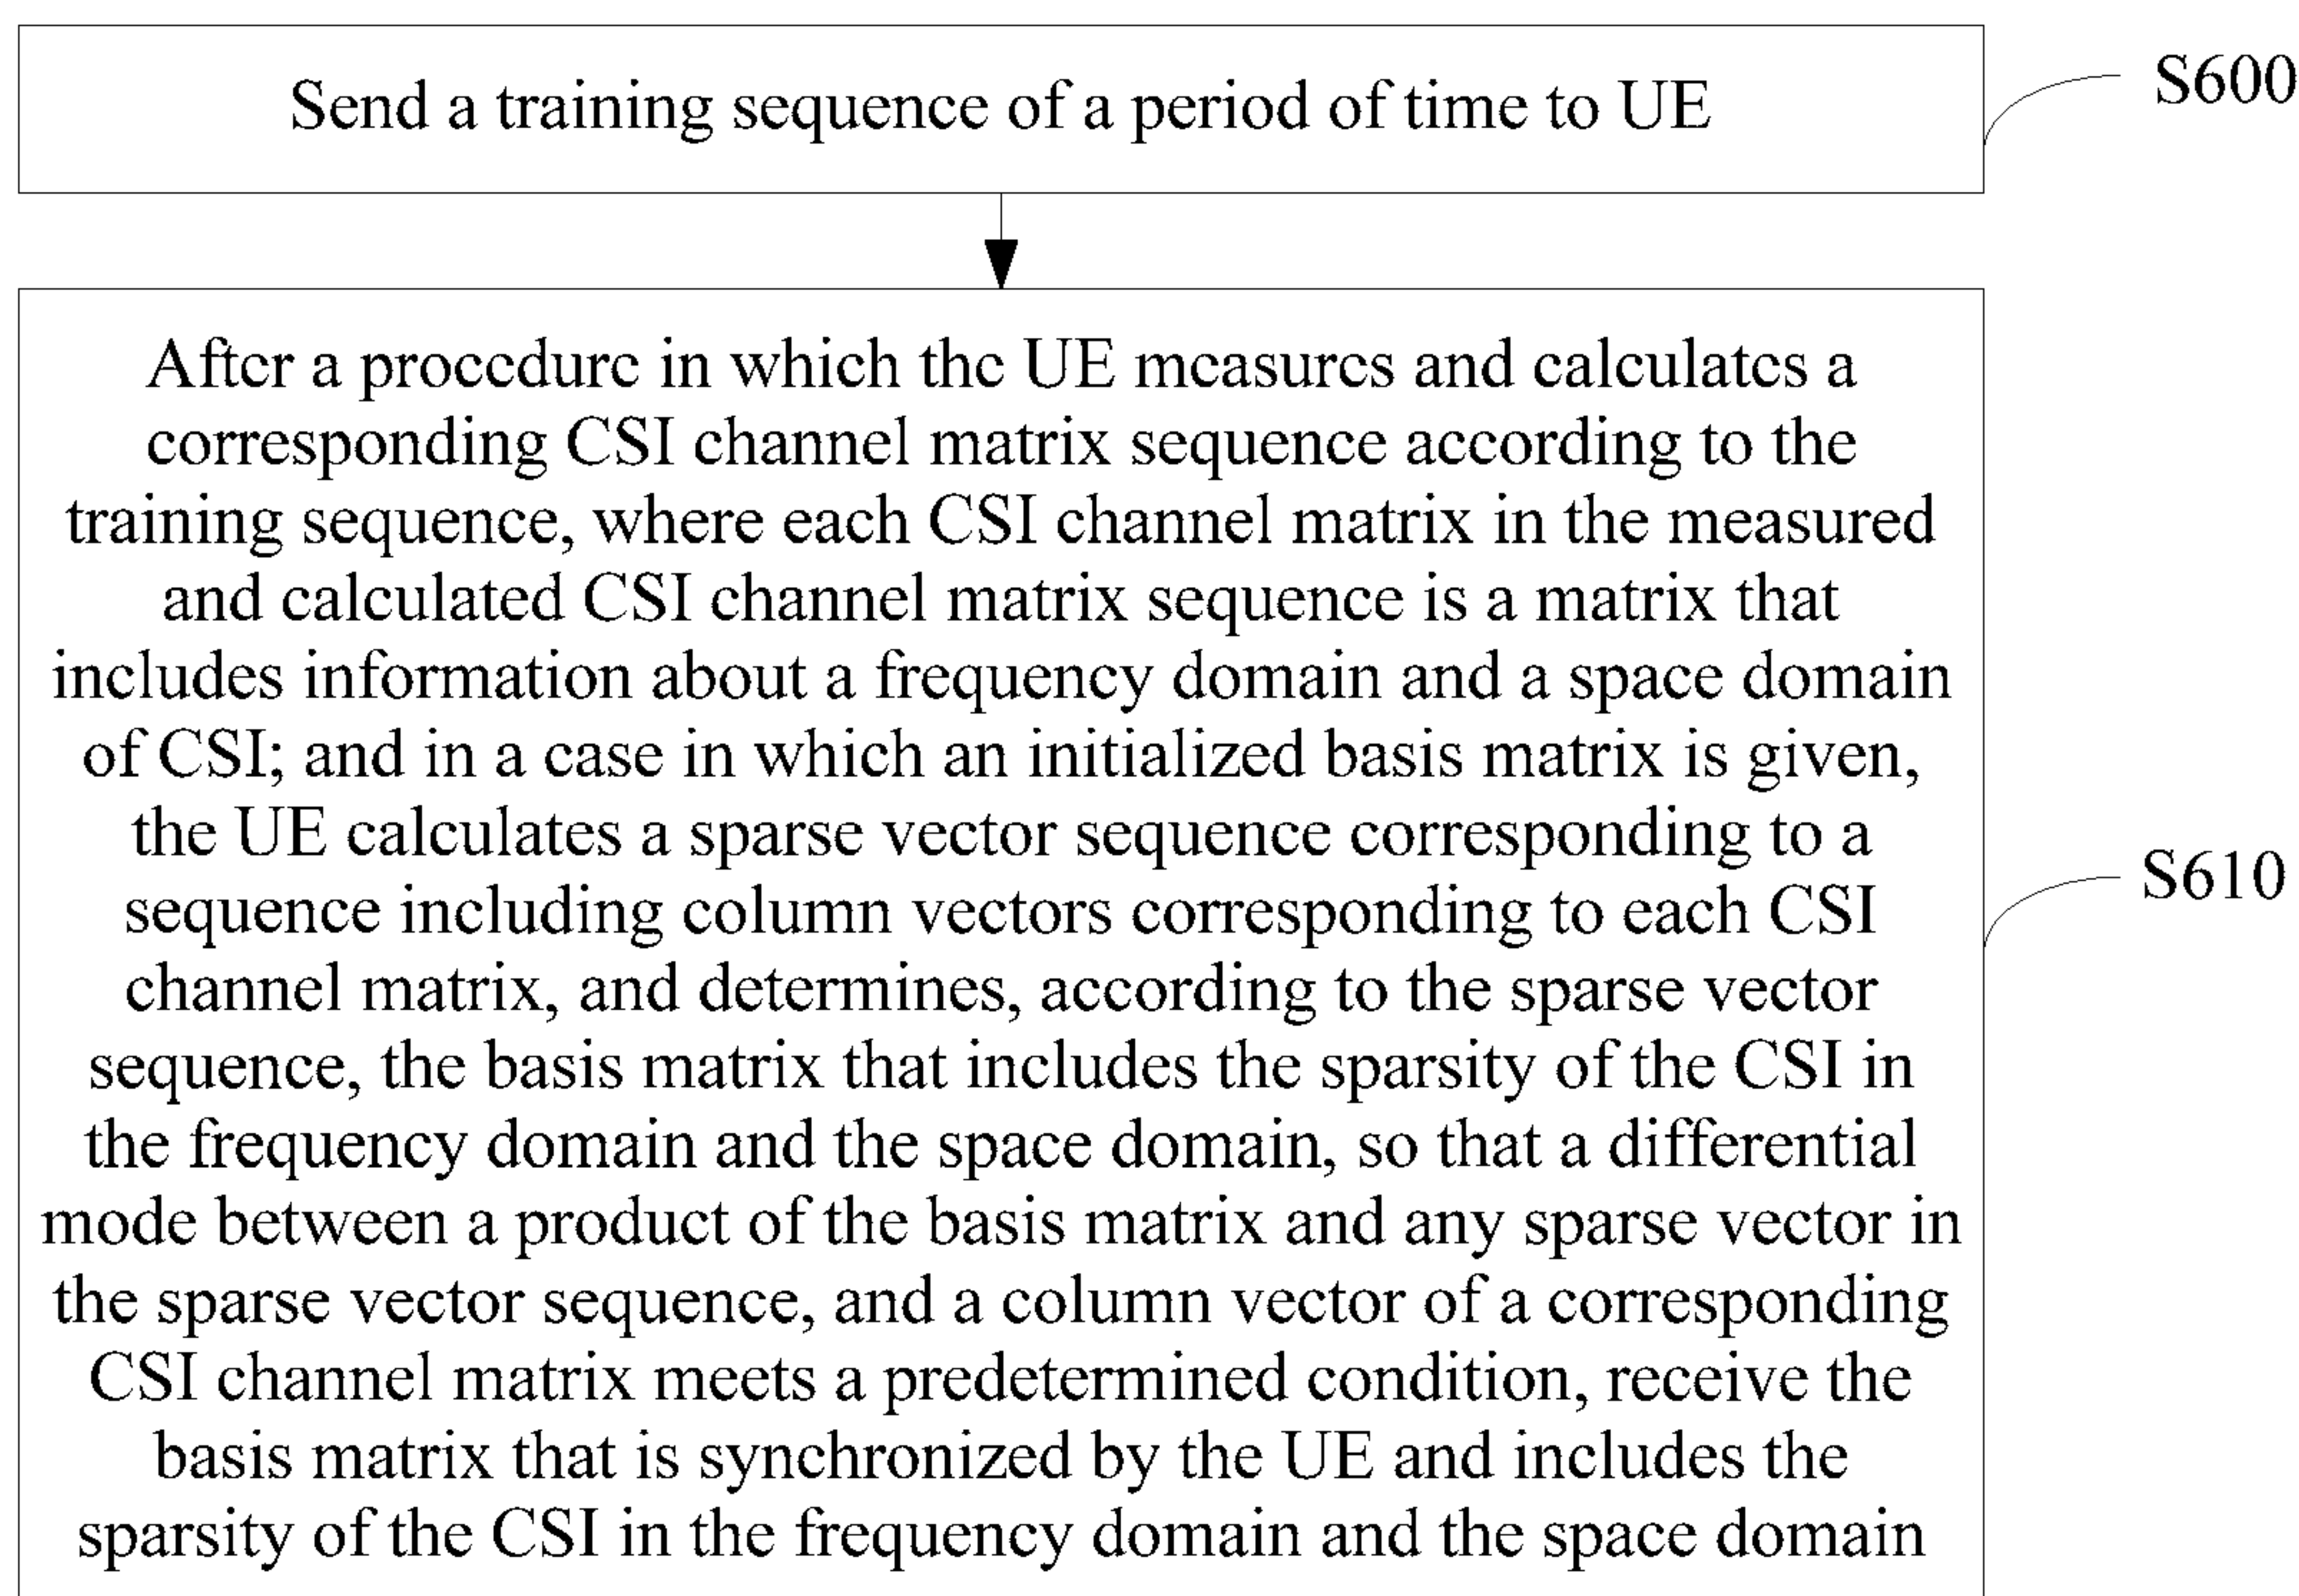 Send a training sequence of a period of time to UE
S600
After a procedure in which the UE measures and calculates a
corresponding CSI channel matrix sequence according to the
training sequence, where each CSI channel matrix in the measured
and calculated CSI channel matrix sequence is a matrix that
includes information about a frequency domain and a space domain
of CSI; and in a case in which an initialized basis matrix is given,
the UE calculates a sparse vector sequence corresponding to a
sequence including column vectors corresponding to each CSI
channel matrix, and determines, according to the sparse vector
sequence, the basis matrix that includes the sparsity of the CSI in
the frequency domain and the space domain, so that a differential
mode between a product of the basis matrix and any sparse vector in
the sparse vector sequence, and a column vector of a corresponding
CSI channel matrix meets a predetermined condition, receive the
basis matrix that is synchronized by the UE and includes the
sparsity of the CSI in the frequency domain and the space domain
S610